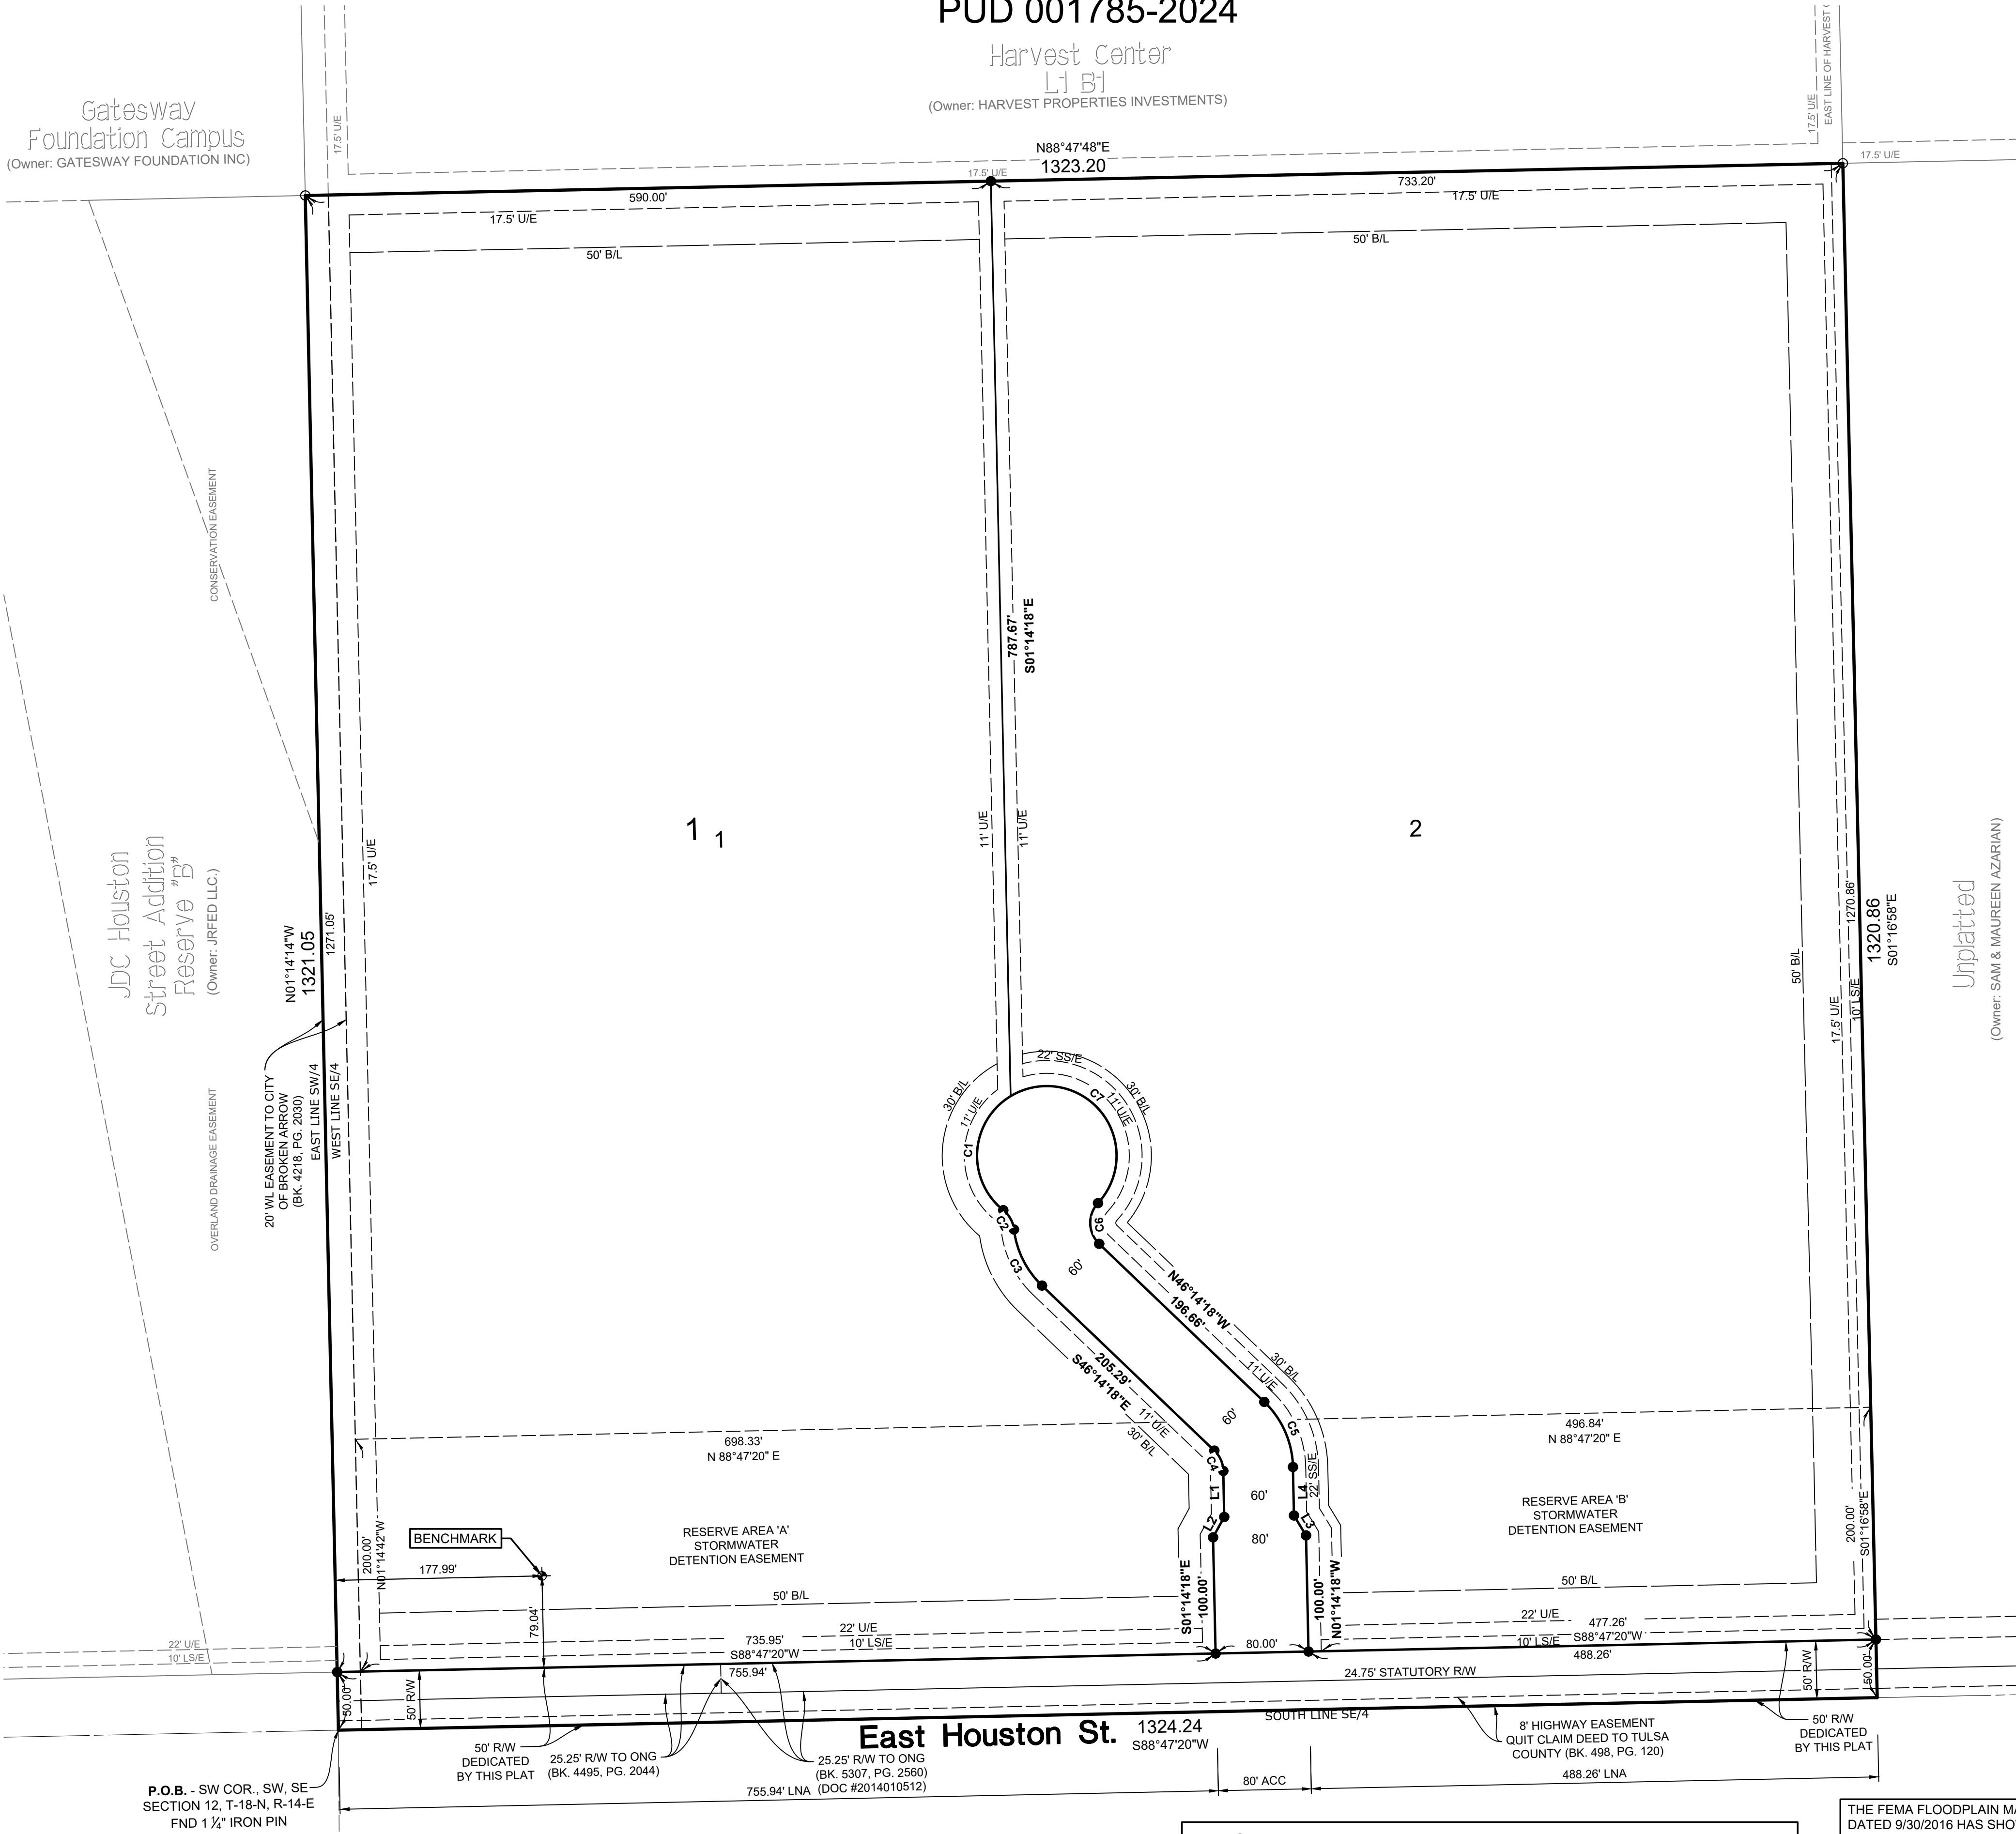 PUD 001785-2024
Harvest Center
L1 B1
(Owner: HARVEST PROPERTIES INVESTMENTS)
Gatesway
Foundation Campus
(Owner: GATESWAY FOUNDATION INC)
17.5' U/E
17.5' U/E
EAST LINE OF HARVEST
N88°47'48"E
1323.20
17.5' U/E
17.5' U/E
590.00'
733.20'
17.5' U/E
17.5' U/E
50' B/L
50' B/L
CONSERVATION EASEMENT
787.67'
S01°14'18"E
11' U/E
11' U/E
1
1
2
17.5' U/E
JDC Houston
Street Addition
Reserve "B"
(Owner: JRFED LLC.)
N01°14'14"W
1321.05
1271.05'
50' B/L
17.5' U/E
10' LS/E
1270.86'
1320.86
S01°16'58"E
Unplatted
(Owner: SAM & MAUREEN AZARIAN)
20' WL EASEMENT TO CITY
OF BROKEN ARROW
(BK. 4218, PG. 2030)
EAST LINE SW/4
WEST LINE SE/4
OVERLAND DRAINAGE EASEMENT
22' SS/E
30' B/L
11' U/E
C1
C7
11' U/E
30' B/L
C2
C6
C3
60'
N46°14'18"W
196.66'
205.29'
S46°14'18"E
11' U/E
30' B/L
30' B/L
11' U/E
60'
698.33'
N 88°47'20" E
496.84'
N 88°47'20" E
C4
C5
L1
60'
L4
22' SS/E
L2
80'
L3
RESERVE AREA 'A'
STORMWATER
DETENTION EASEMENT
RESERVE AREA 'B'
STORMWATER
DETENTION EASEMENT
BENCHMARK
177.99'
79.04'
200.00'
N01°14'42"W
200.00'
S01°16'58"E
S01°14'18"E
100.00'
100.00'
N01°14'18"W
50' B/L
50' B/L
22' U/E
22' U/E
22' U/E
10' LS/E
735.95'
10' LS/E
S88°47'20"W
755.94'
80.00'
477.26'
10' LS/E
S88°47'20"W
488.26'
24.75' STATUTORY R/W
50.00'
50' R/W
50' R/W
50.00'
East Houston St.
1324.24
S88°47'20"W
SOUTH LINE SE/4
50' R/W
DEDICATED
BY THIS PLAT
25.25' R/W TO ONG
(BK. 4495, PG. 2044)
25.25' R/W TO ONG
(BK. 5307, PG. 2560)
(DOC #2014010512)
8' HIGHWAY EASEMENT
QUIT CLAIM DEED TO TULSA
COUNTY (BK. 498, PG. 120)
50' R/W
DEDICATED
BY THIS PLAT
755.94' LNA
80' ACC
488.26' LNA
P.O.B. - SW COR., SW, SE
SECTION 12, T-18-N, R-14-E
FND 1 ¼" IRON PIN
THE FEMA FLOODPLAIN
DATED 9/30/2016 HAS